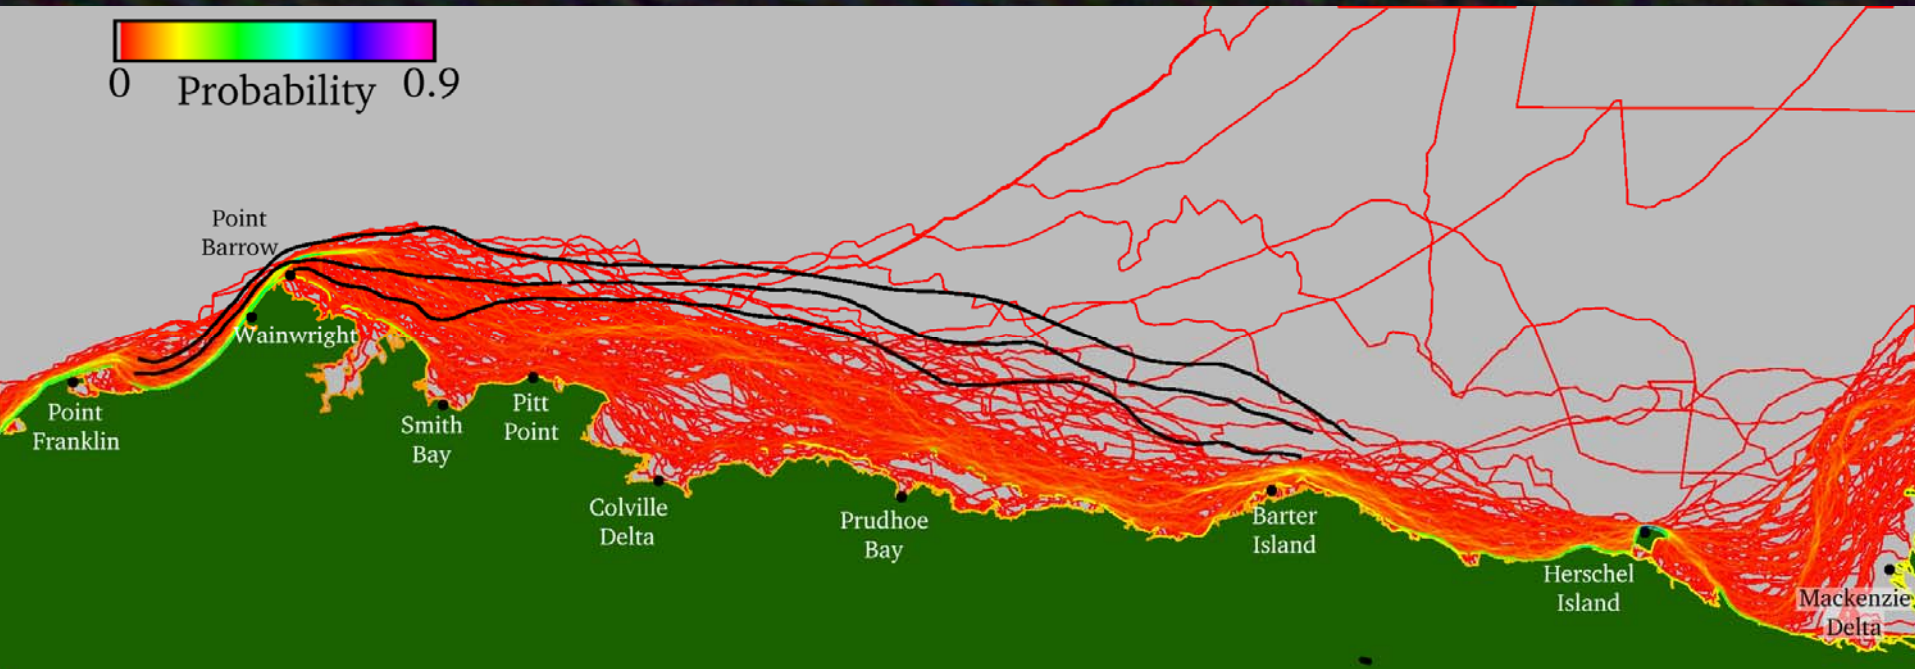 0
Probability
0.9
Point
Barrow
Wainwright
Point
Franklin
Smith
Bay
Pitt
Point
Colville
Delta
Prudhoe
Bay
Barter
Island
Herschel
Island
Mackenzie
Delta